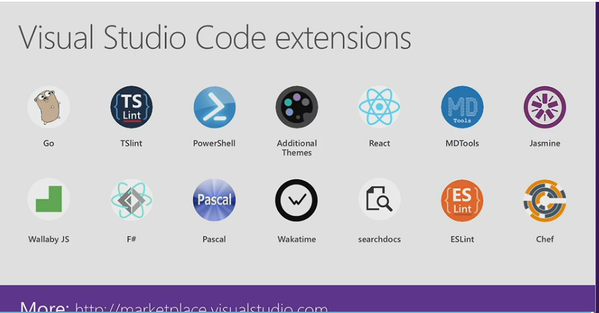 Visual Studio Code extensions
TS
Lint
MD
Tools
Go
TSlint
PowerShell
Additional
Themes
React
MDTools
Jasmine
Pascal
ES
Lint
Wallaby JS
F#
Pascal
Wakatime
searchdocs
ESLint
Chef
More: http://marketplace.visualstudio.com